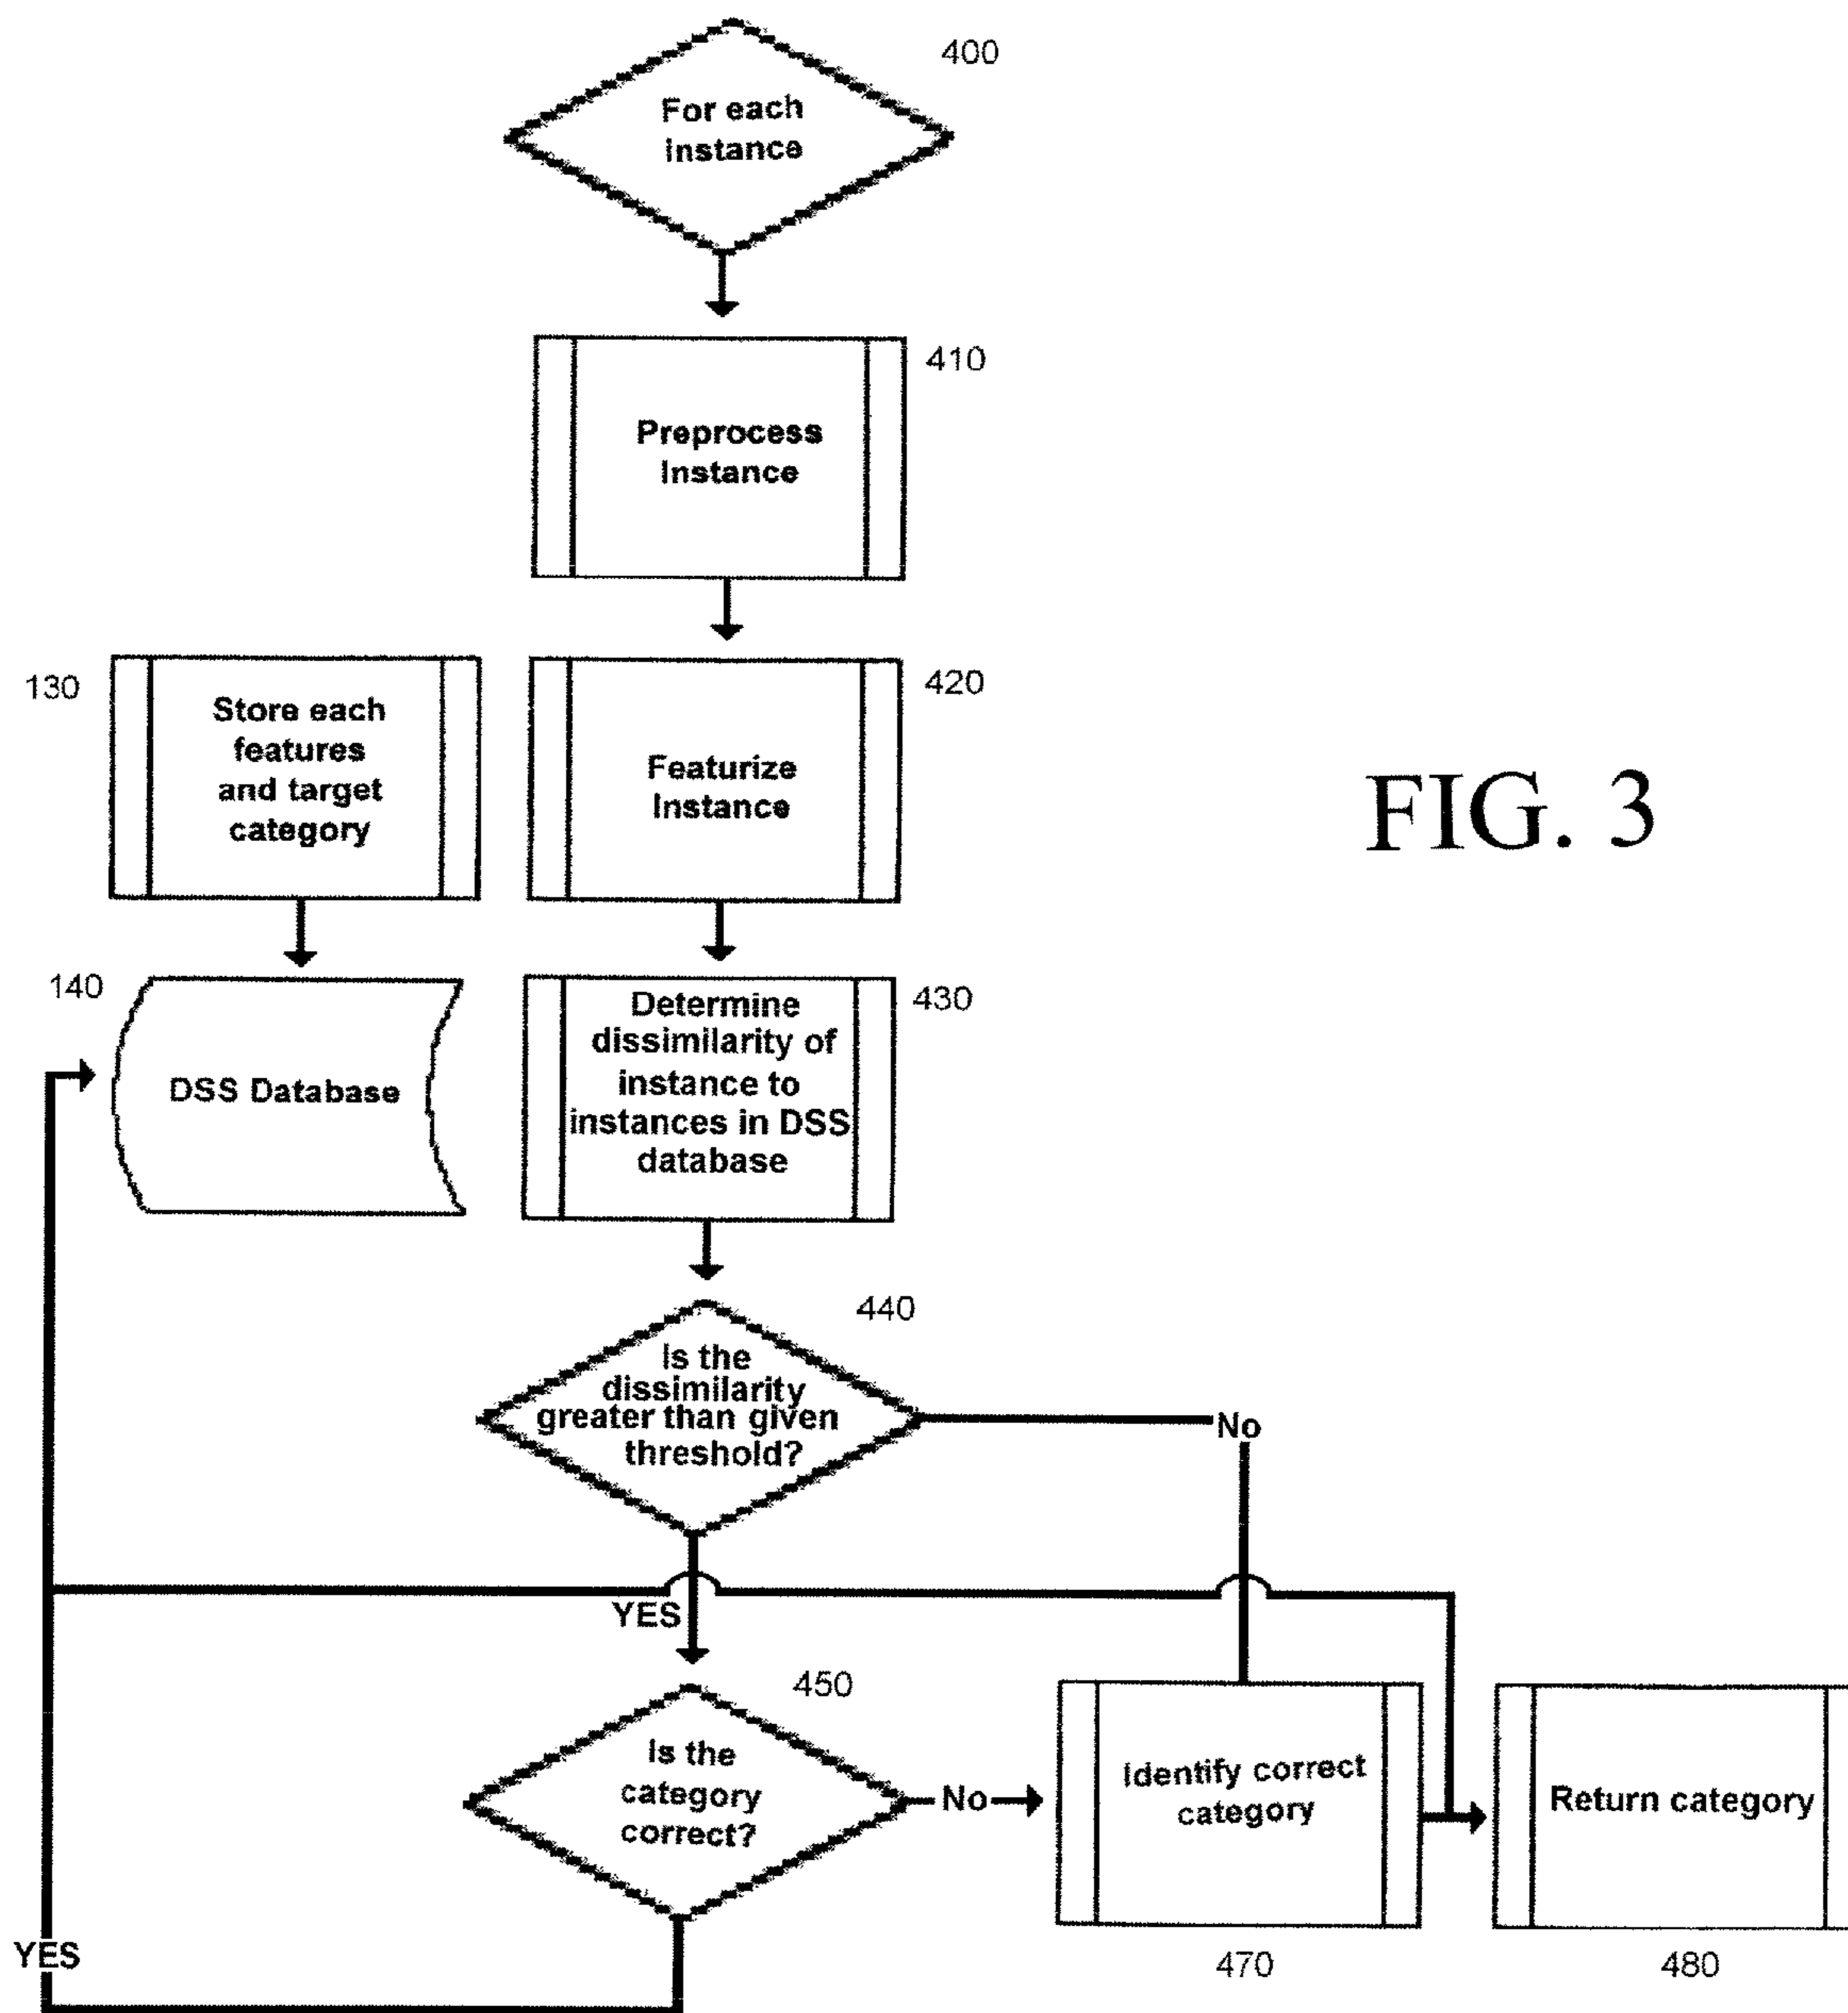 400
For each
instance
410
Preprocess
Instance
130
Store each
features
and target
category
420
Featurize
Instance
FIG. 3
140
DSS Database
430
Determine
dissimilarity of
instance to
instances in DSS
database
440
Is the
dissimilarity
greater than given
threshold?
No
YES
450
Is the
category
correct?
No
Identify correct
category
Return category
YES
470
480